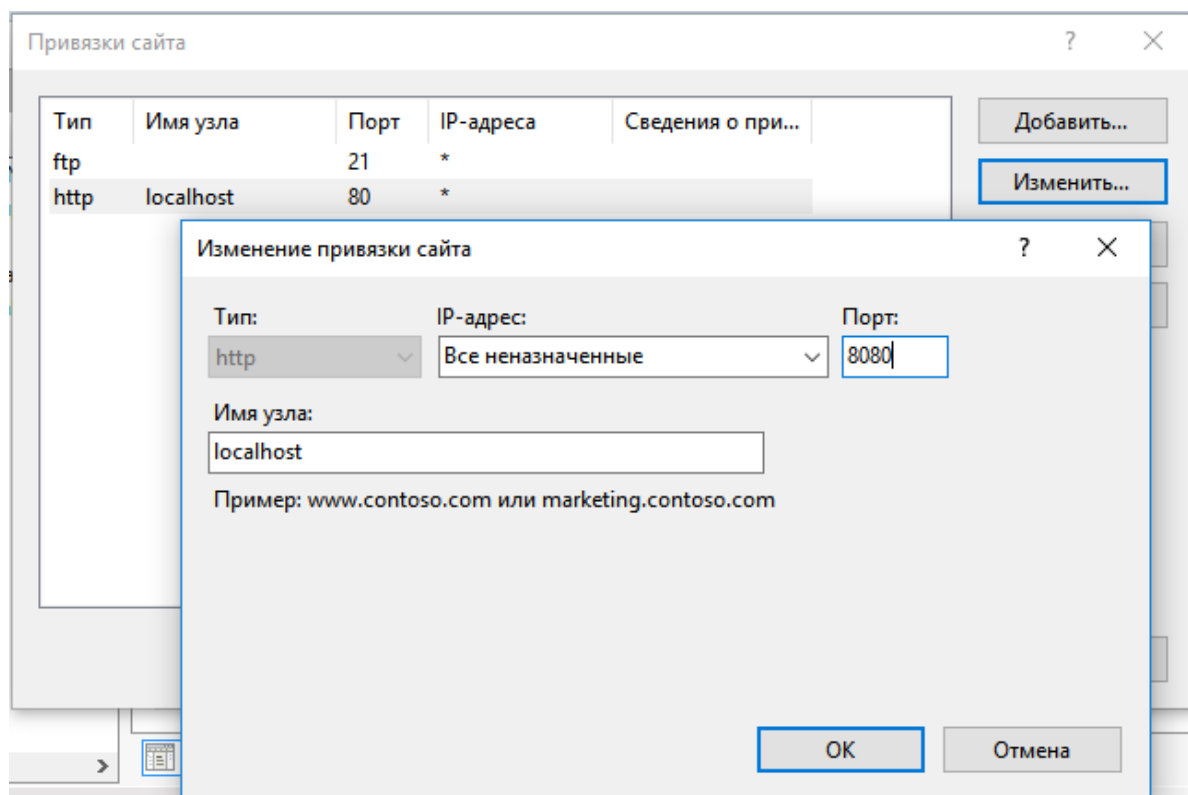 Привязки сайта ?
Тип Имя узла Порт IP-адреса Сведения о при...
ftp 21 *
http localhost 80 *
Добавить...
Изменить...
Изменение привязки сайта ?
Тип: IP-адрес: Порт:
http Все неназначенные 8080
Имя узла:
localhost
Пример: www.contoso.com или marketing.contoso.com
OK Отмена